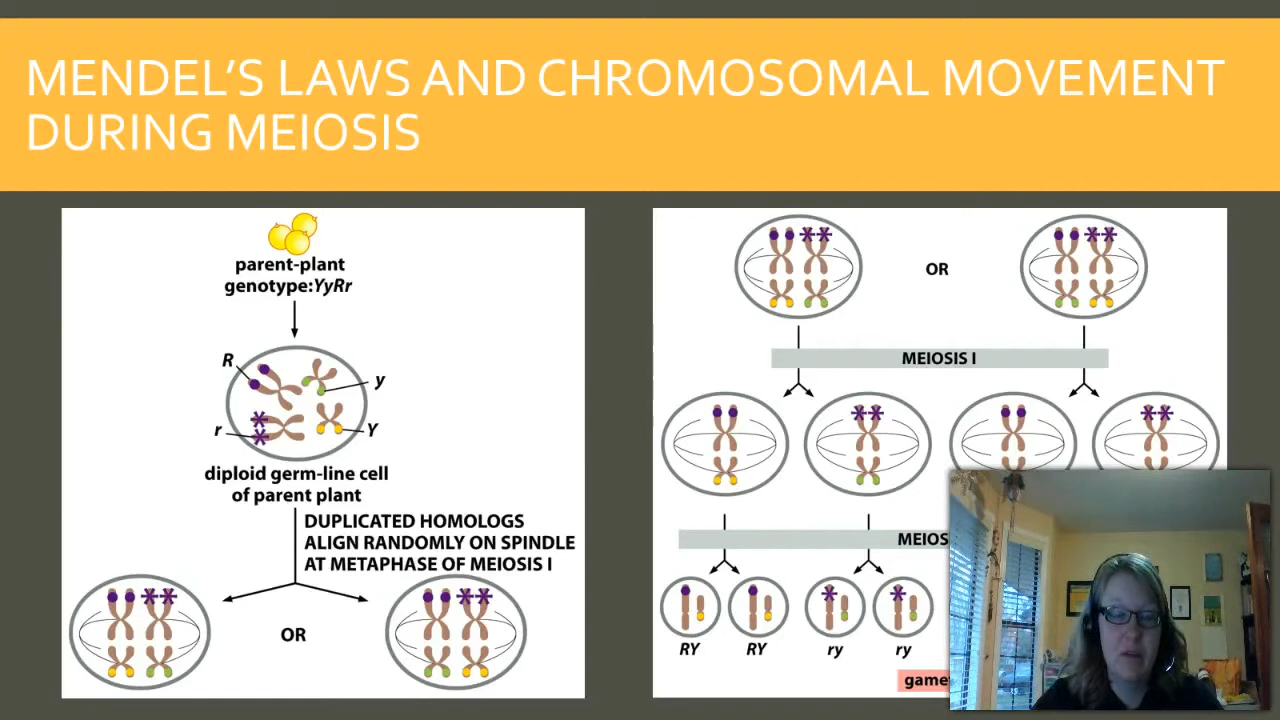 MENDEL'S LAWS AND CHROMOSOMAL MOVEMENT
DURING MEIOSIS
parent-plant
genotype:YyRr
R
y
r
Y
diploid germ-line cell
of parent plant
DUPLICATED HOMOLOGS
ALIGN RANDOMLY ON SPINDLE
AT METAPHASE OF MEIOSIS I
OR
OR
MEIOSIS I
MEIOS
RY
RY
ry
ry
game